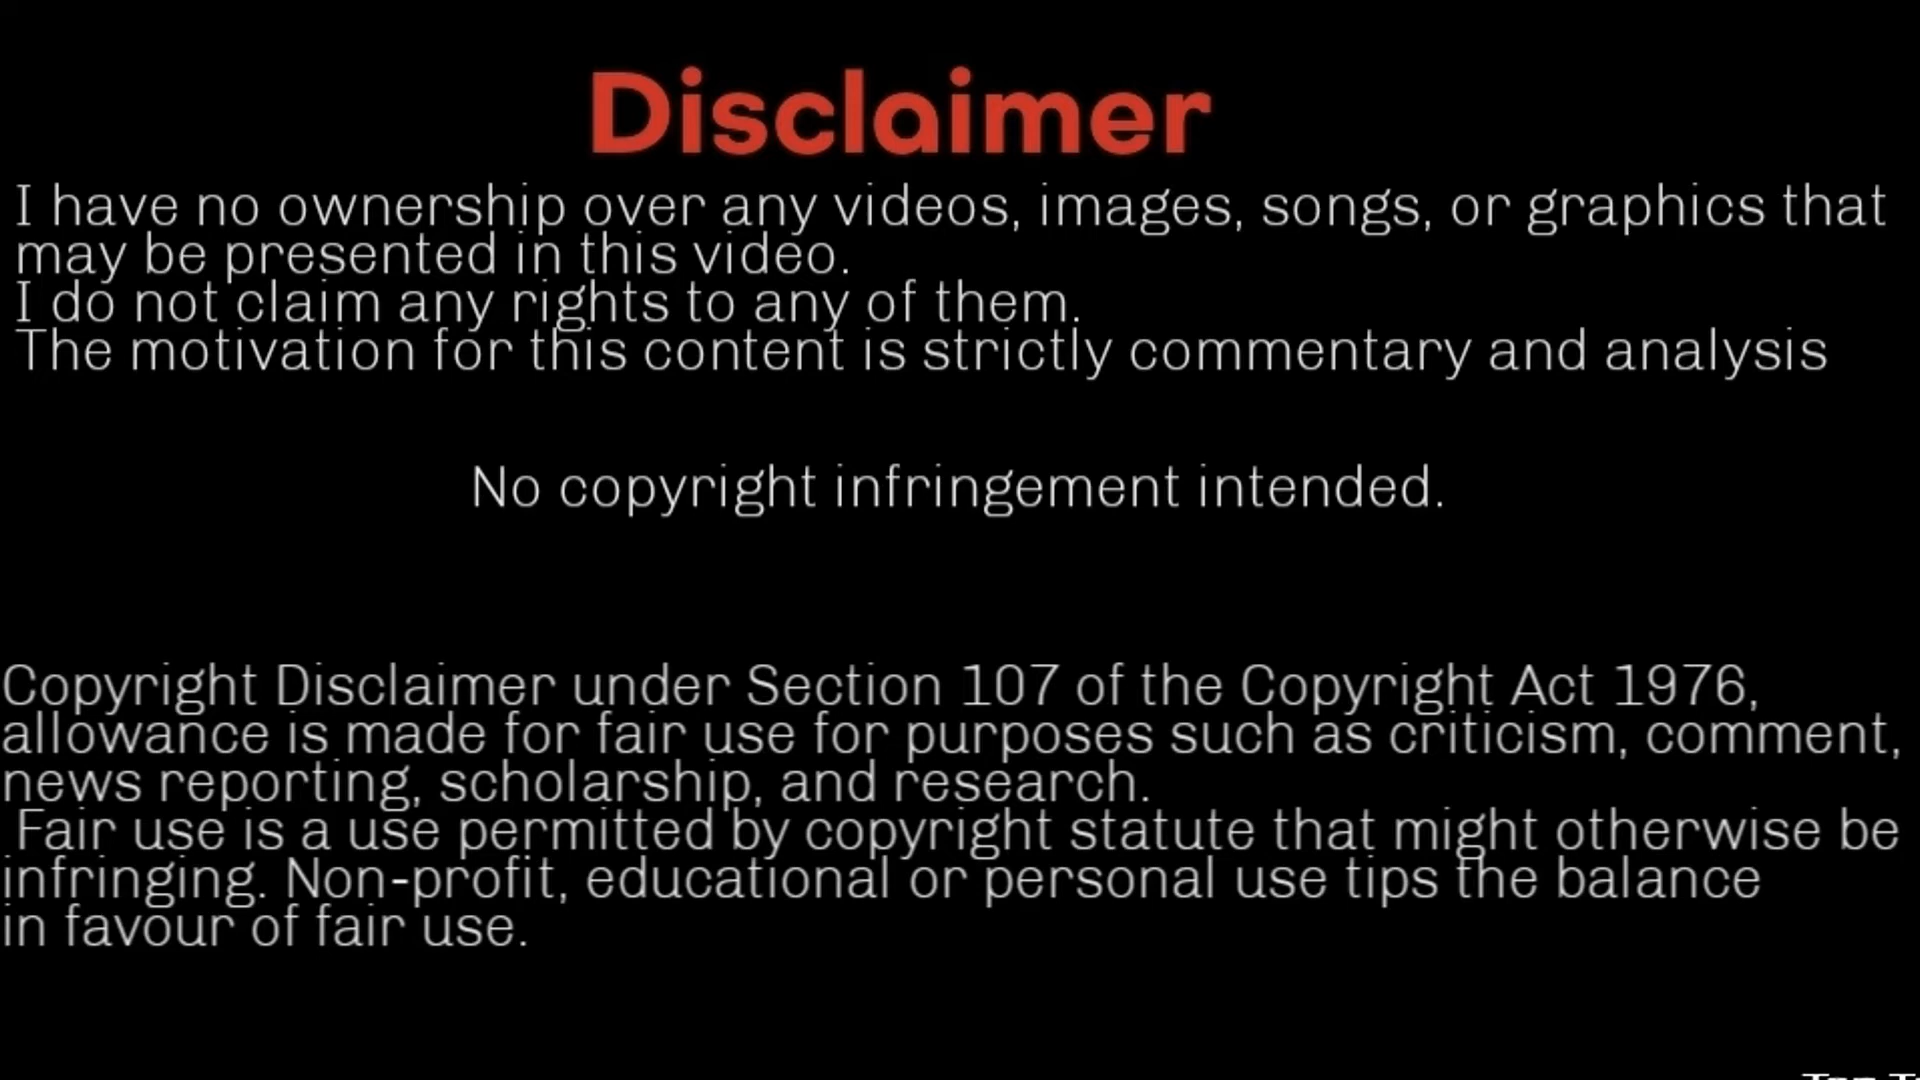 Disclaimer
I have no ownership over any videos, images, songs, or graphics that
may be presented in this video.
I do not claim any rights to any of them.
The motivation for this content is strictly commentary and analysis
No copyright infringement intended.
Copyright Disclaimer under Section 107 of the Copyright Act 1976,
allowance is made for fair use for purposes such as criticism, comment,
news reporting, scholarship, and research.
Fair use is a use permitted by copyright statute that might otherwise be
infringing. Non-profit, educational or personal use tips the balance
in favour of fair use.